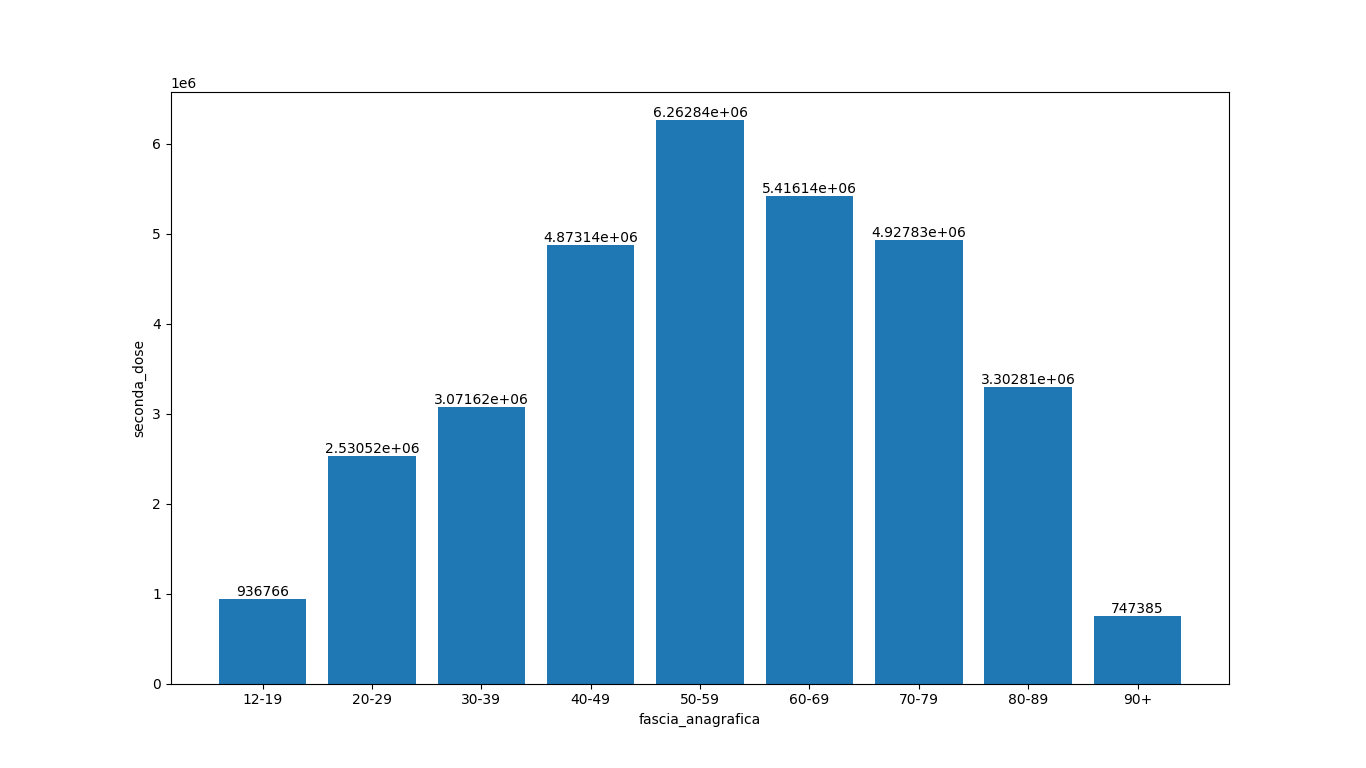 1e6
6.26284e+06
6
5.41614e+06
5
4.92783e+06
4.87314e+06
4
3.30281e+06
3.07162e+06
seconda_dose
3
2.53052e+06
2
1
936766
747385
0
12-19 20-29 30-39 40-49 50-59 60-69 70-79 80-89 90+
fascia_anagrafica